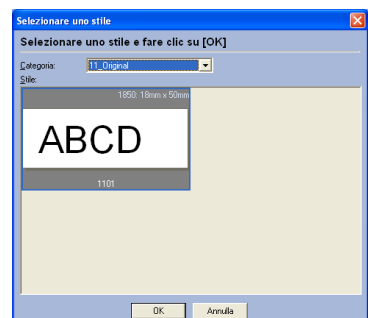 Selezionare uno stile
Selezionare uno stile e fare clic su [OK]
Categoria: 11_Original
Stile:
1850: 18mm x 50mm
ABCD
1101
OK Annulla